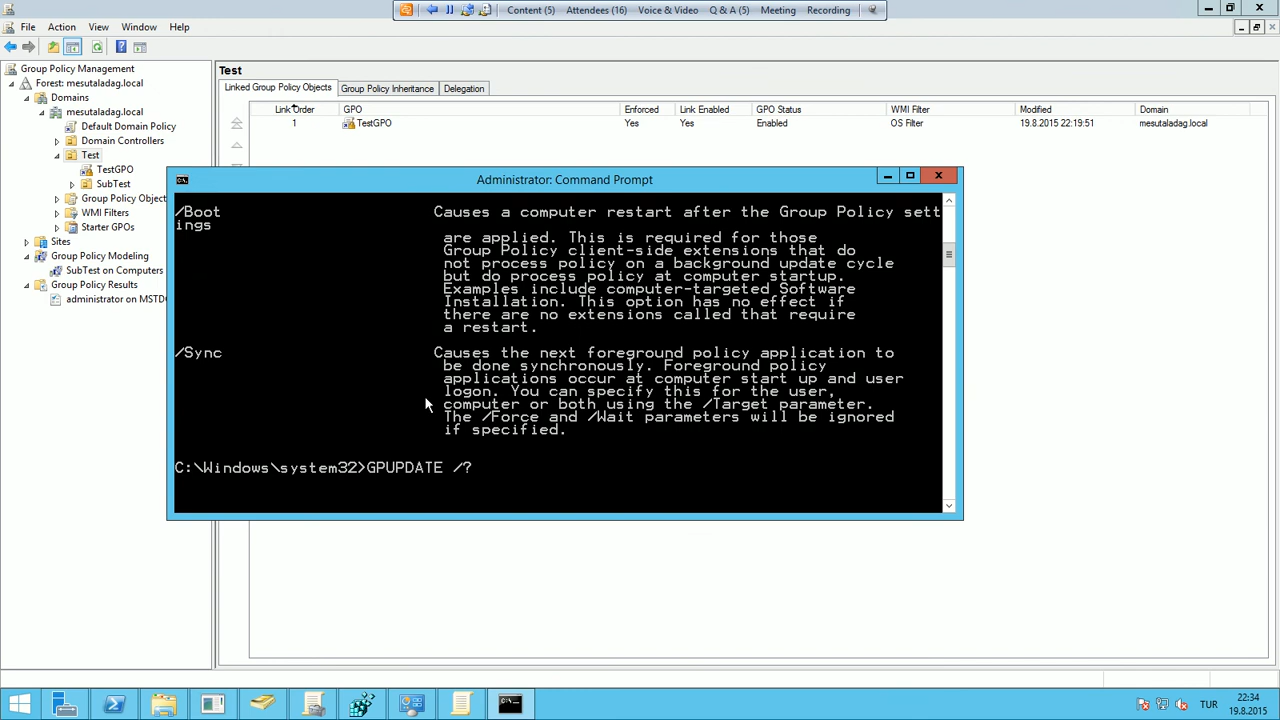 Content (5) Attendees (16) Voice & Video Q & A (5) Meeting Recording
File Action View Window Help
Group Policy Management
Forest: mesutaladag.local
Domains
mesutaladag.local
Default Domain Policy
Domain Controllers
Test
TestGPO
SubTest
Group Policy Object
WMI Filters
Starter GPOs
Sites
Group Policy Modeling
SubTest on Computers
Group Policy Results
administrator on MSTD
Test
Linked Group Policy Objects Group Policy Inheritance Delegation
Link Order GPO Enforced Link Enabled GPO Status WMI Filter Modified Domain
1 TestGPO Yes Yes Enabled OS Filter 19.8.2015 22:19:51 mesutaladag.local
Administrator: Command Prompt
/Boot Causes a computer restart after the Group Policy sett
ings
are applied. This is required for those
Group Policy client-side extensions that do
not process policy on a background update cycle
but do process policy at computer startup.
Examples include computer-targeted Software
Installation. This option has no effect if
there are no extensions called that require
a restart.
/Sync Causes the next foreground policy application to
be done synchronously. Foreground policy
applications occur at computer start up and user
logon. You can specify this for the user,
computer or both using the /Target parameter.
The /Force and /Wait parameters will be ignored
if specified.
C:\Windows\system32>GPUPDATE /?
TUR
22:34
19.8.2015